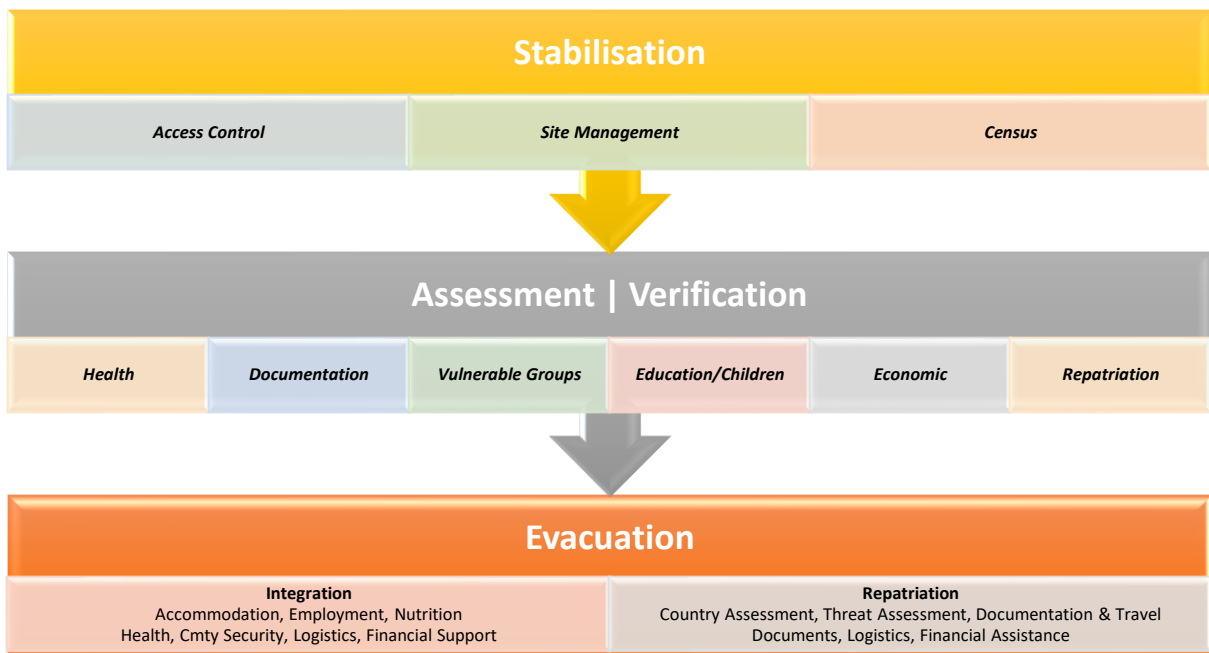 Stabilisation
Access Control
Site Management
Census
Assessment | Verification
Health
Documentation
Vulnerable Groups
Education/Children
Economic
Repatriation
Evacuation
Integration
Accommodation, Employment, Nutrition
Health, Cmty Security, Logistics, Financial Support
Repatriation
Country Assessment, Threat Assessment, Documentation & Travel
Documents, Logistics, Financial Assistance